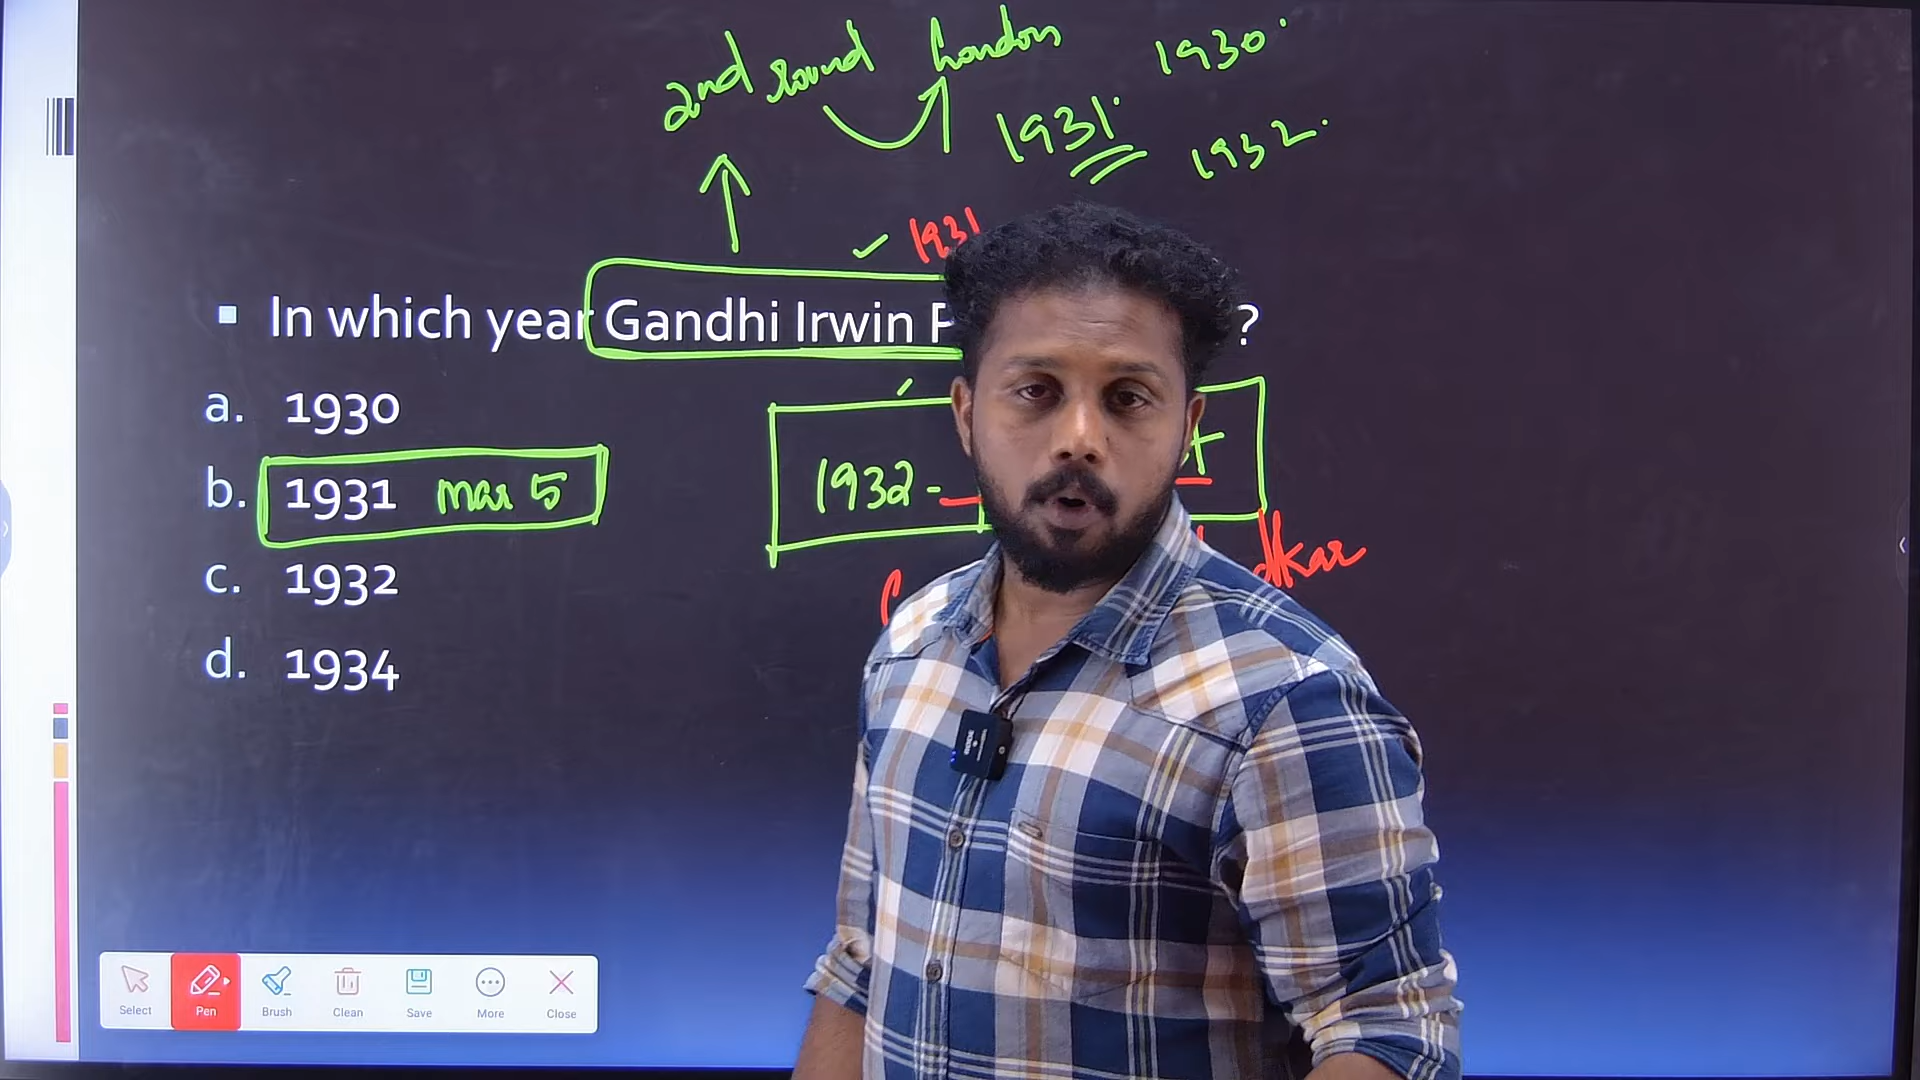 2nd round London 1930
1931 1932
1931
In which year Gandhi Irwin ?
a. 1930
b. 1931 mar 5
c. 1932
d. 1934
1932 -
dkar
Select Pen Brush Clean Save More Close